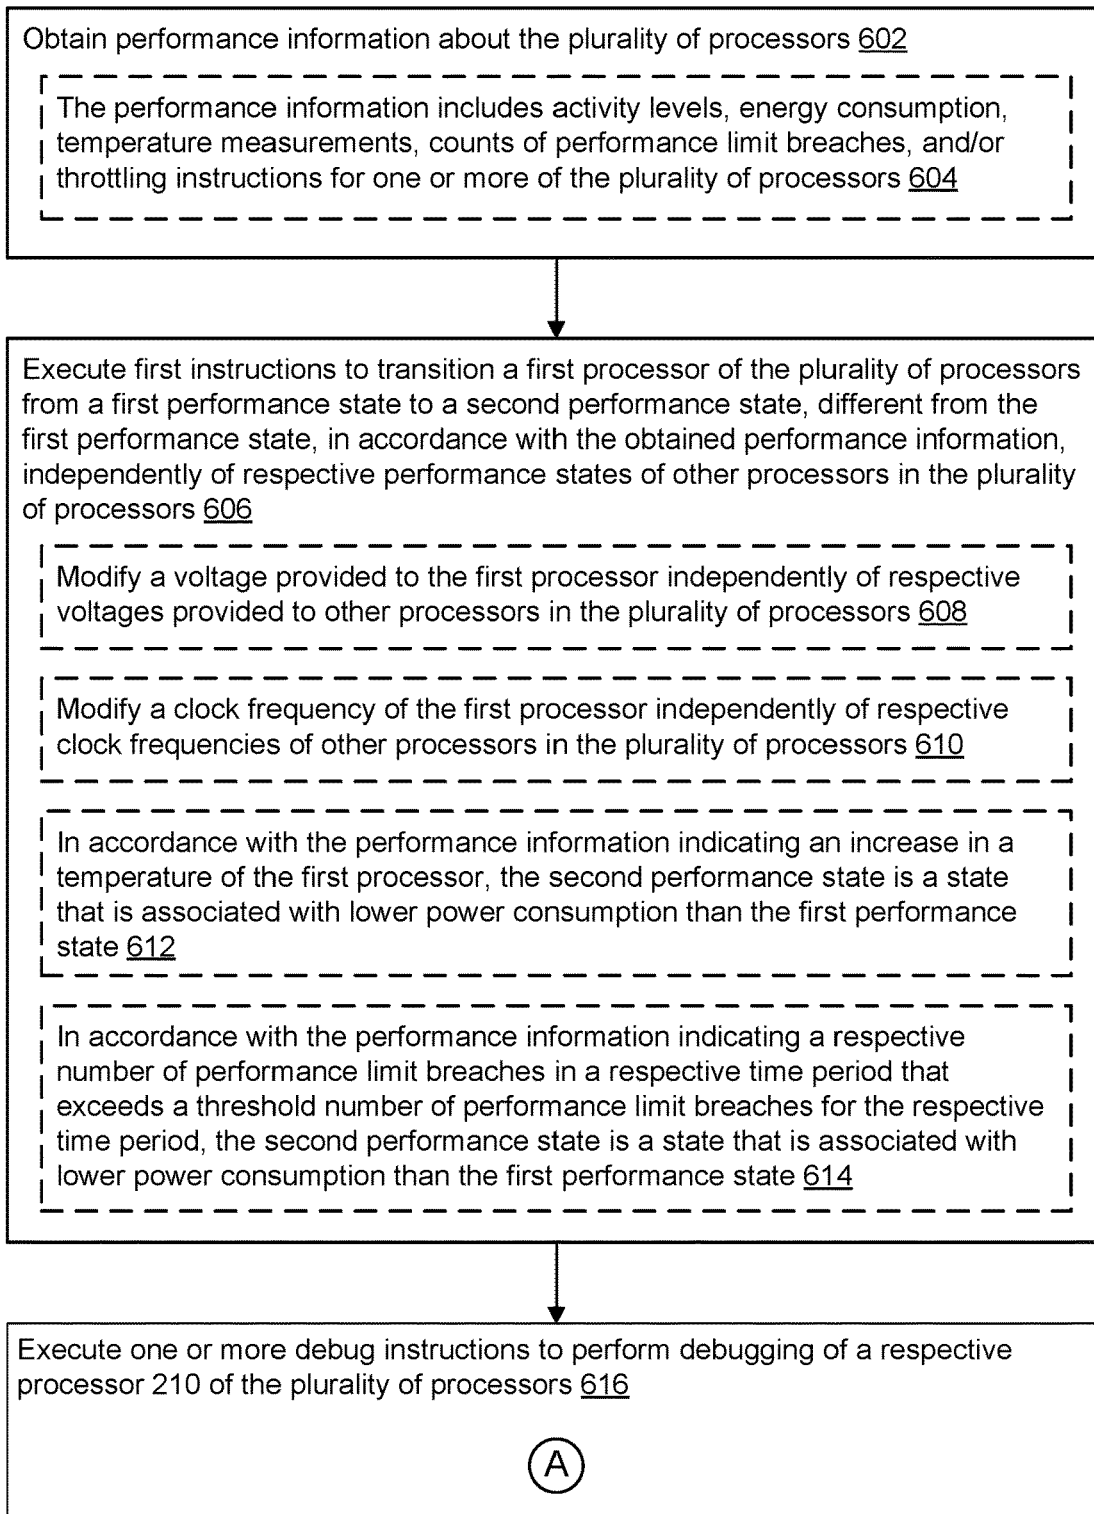 Obtain performance information about the plurality of processors 602
The performance information includes activity levels, energy consumption,
temperature measurements, counts of performance limit breaches, and/or
throttling instructions for one or more of the plurality of processors 604
Execute first instructions to transition a first processor of the plurality of processors
from a first performance state to a second performance state, different from the
first performance state, in accordance with the obtained performance information,
independently of respective performance states of other processors in the plurality
of processors 606
Modify a voltage provided to the first processor independently of respective
voltages provided to other processors in the plurality of processors 608
Modify a clock frequency of the first processor independently of respective
clock frequencies of other processors in the plurality of processors 610
In accordance with the performance information indicating an increase in a
temperature of the first processor, the second performance state is a state
that is associated with lower power consumption than the first performance
state 612
In accordance with the performance information indicating a respective
number of performance limit breaches in a respective time period that
exceeds a threshold number of performance limit breaches for the respective
time period, the second performance state is a state that is associated with
lower power consumption than the first performance state 614
Execute one or more debug instructions to perform debugging of a respective
processor 210 of the plurality of processors 616
A